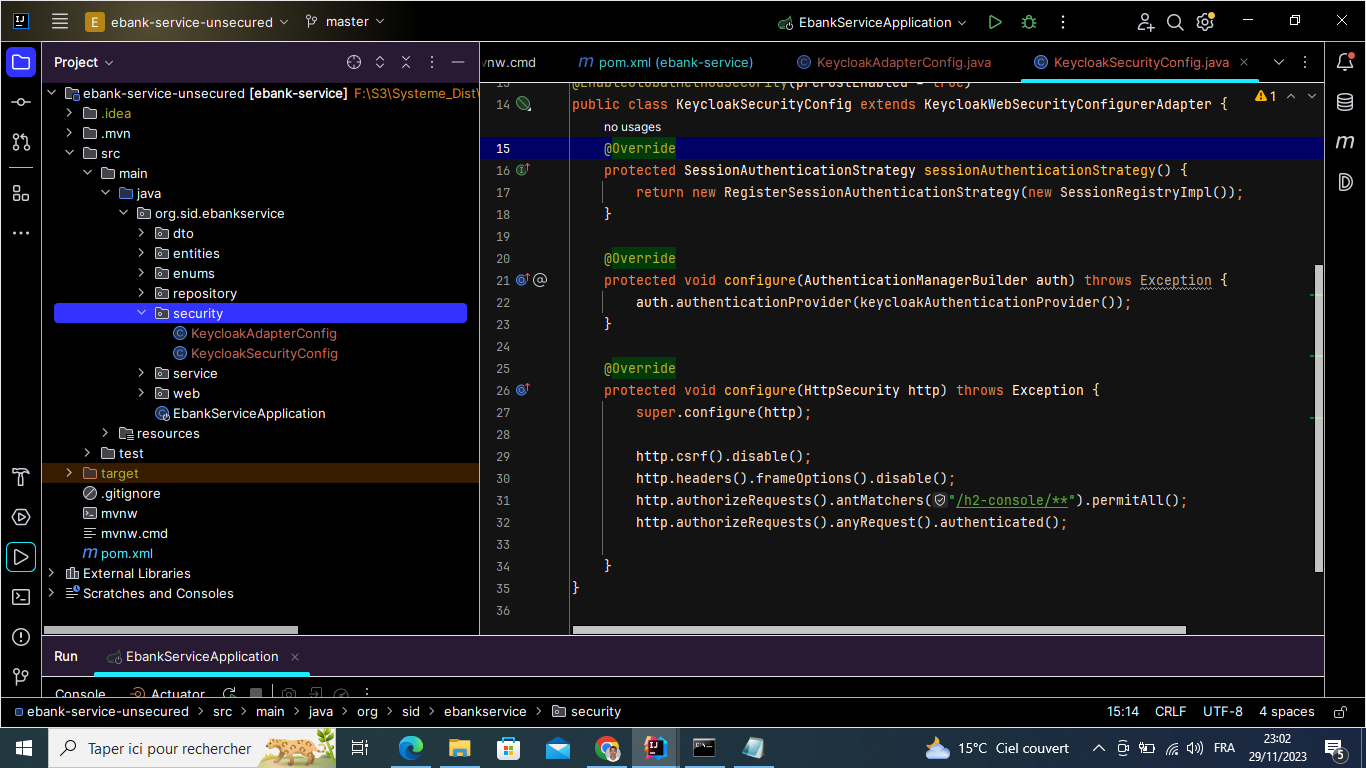 ebank-service-unsecured
master
EbankServiceApplication
Project
vnw.cmd
pom.xml (ebank-service)
KeycloakAdapterConfig.java
KeycloakSecurityConfig.java
ebank-service-unsecured [ebank-service] F:\S3\Systeme_Dist\
.idea
.mvn
src
main
java
org.sid.ebankservice
dto
entities
enums
repository
security
KeycloakAdapterConfig
KeycloakSecurityConfig
service
web
EbankServiceApplication
resources
test
target
.gitignore
mvnw
mvnw.cmd
pom.xml
External Libraries
Scratches and Consoles
13 @EnableGlobalMethodSecurity(prePostEnabled = true)
14 public class KeycloakSecurityConfig extends KeycloakWebSecurityConfigurerAdapter {
1
no usages
15 @Override
16 protected SessionAuthenticationStrategy sessionAuthenticationStrategy() {
17 return new RegisterSessionAuthenticationStrategy(new SessionRegistryImpl());
18 }
19
20 @Override
21 protected void configure(AuthenticationManagerBuilder auth) throws Exception {
22 auth.authenticationProvider(keycloakAuthenticationProvider());
23 }
24
25 @Override
26 protected void configure(HttpSecurity http) throws Exception {
27 super.configure(http);
28
29 http.csrf().disable();
30 http.headers().frameOptions().disable();
31 http.authorizeRequests().antMatchers("/h2-console/**").permitAll();
32 http.authorizeRequests().anyRequest().authenticated();
33
34 }
35 }
36
Run
EbankServiceApplication
Console
Actuator
ebank-service-unsecured > src > main > java > org > sid > ebankservice > security
15:14 CRLF UTF-8 4 spaces
Taper ici pour rechercher
15°C Ciel couvert
FRA
23:02
29/11/2023
5